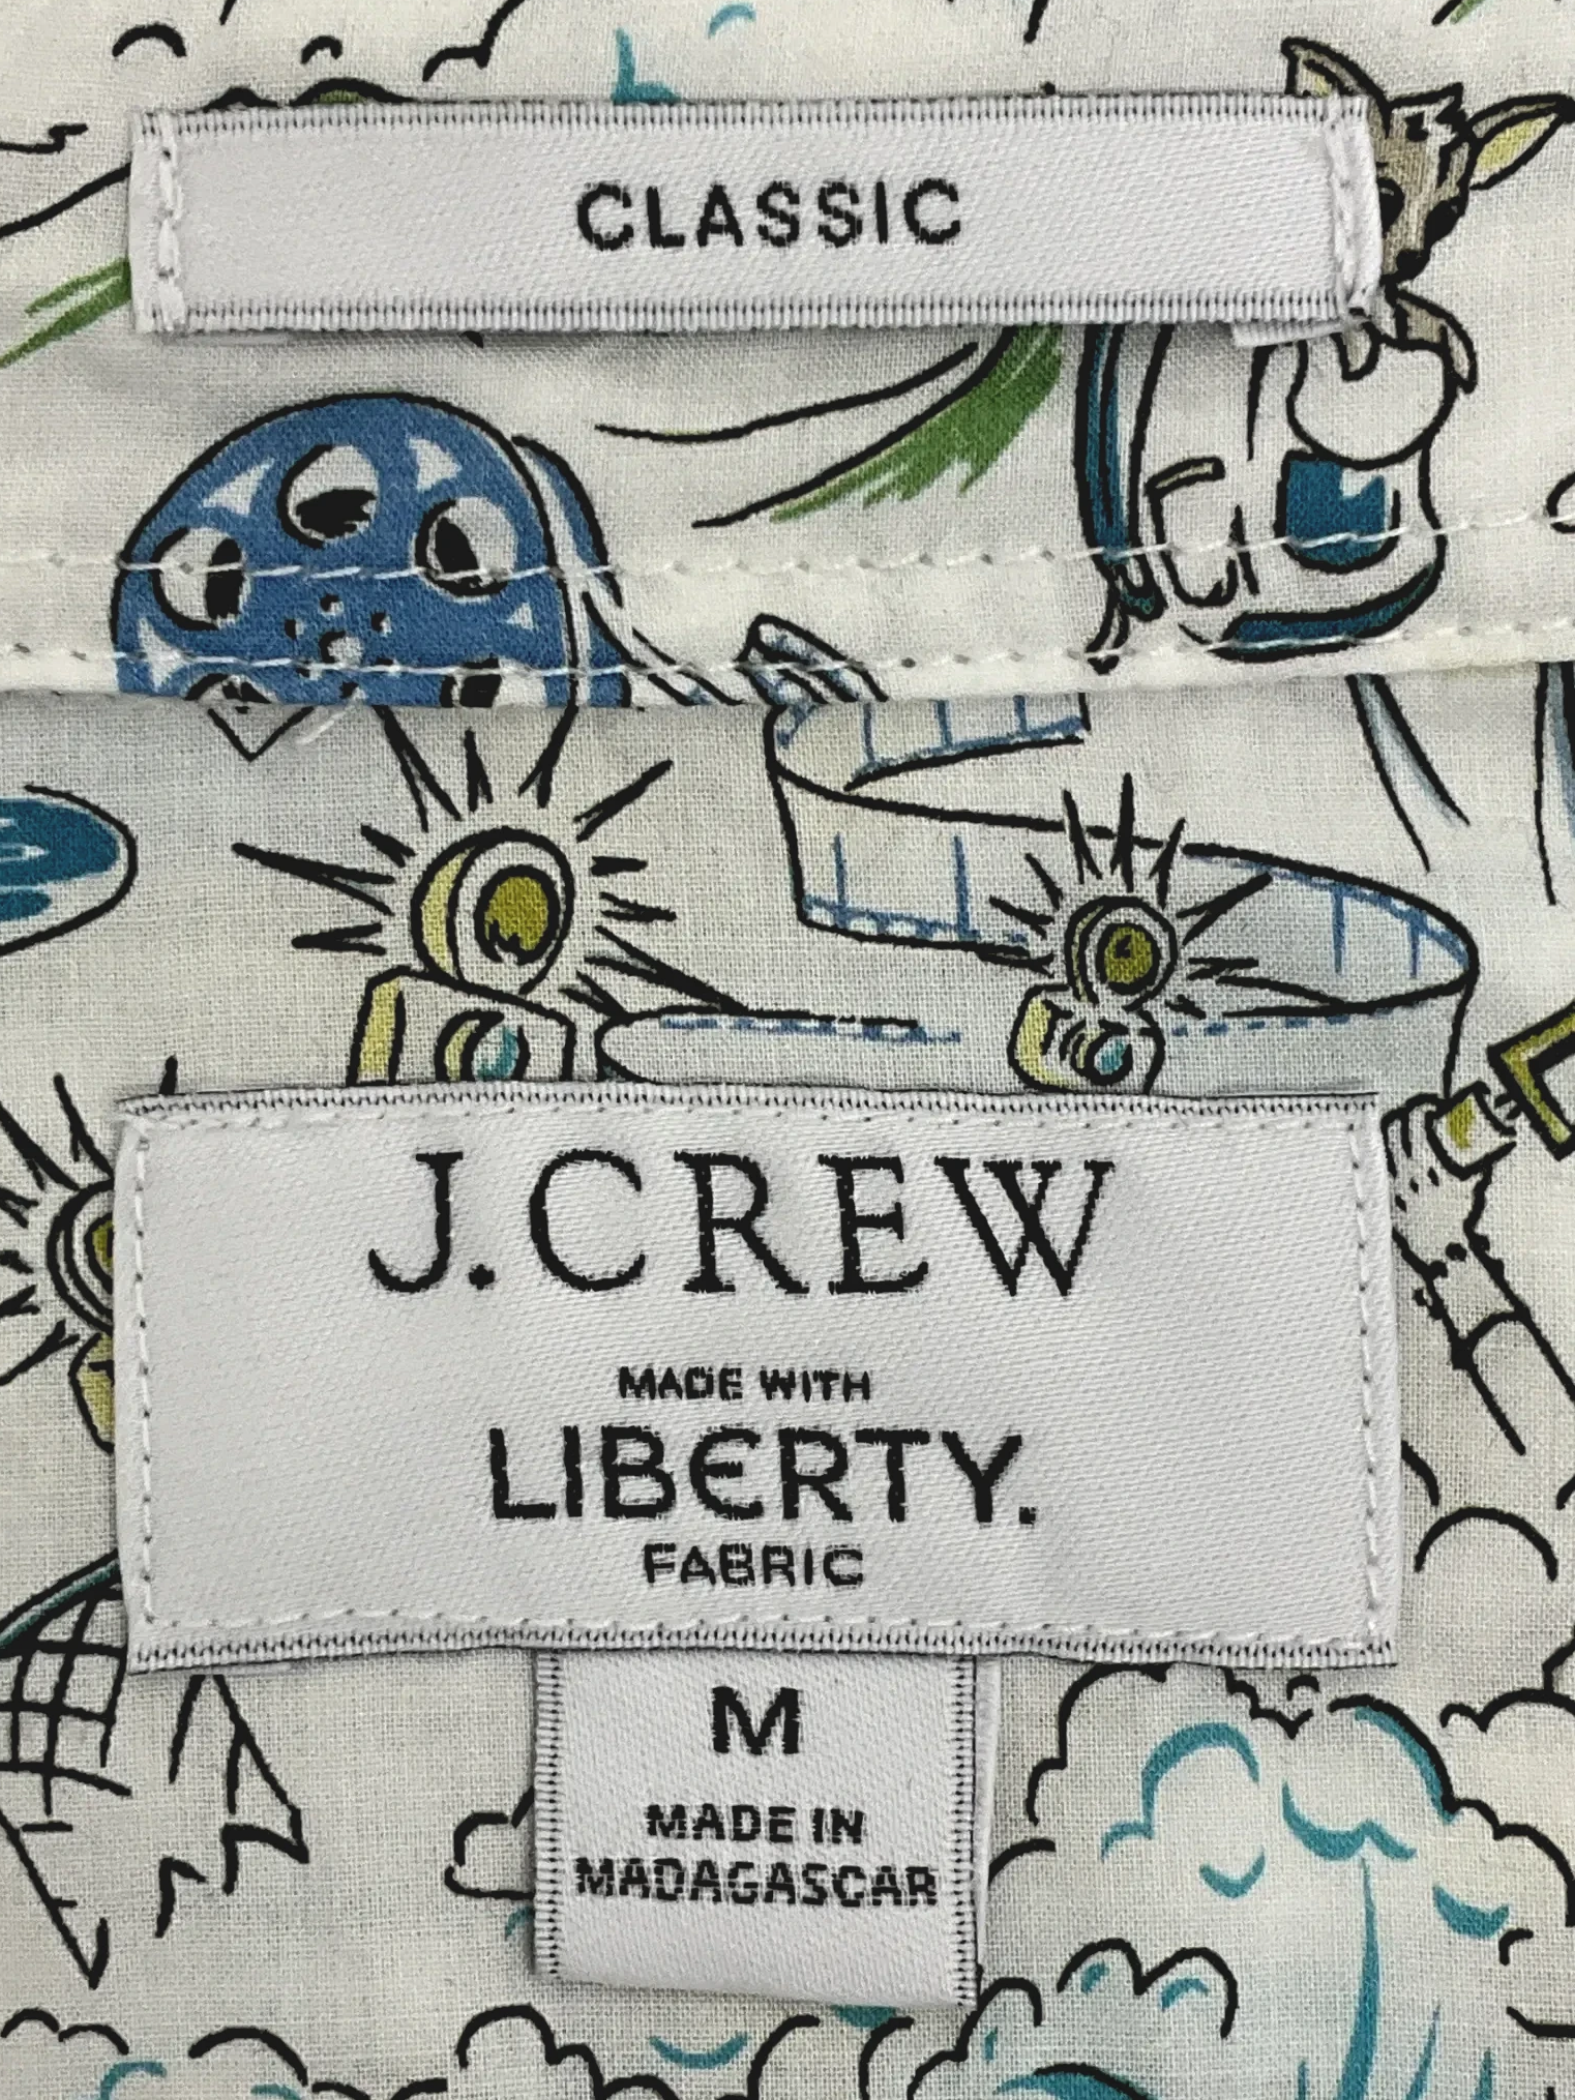 CLASSIC
J.CREW
MADE WITH
LIBERTY.
FABRIC
M
MADE IN
MADAGASCAR